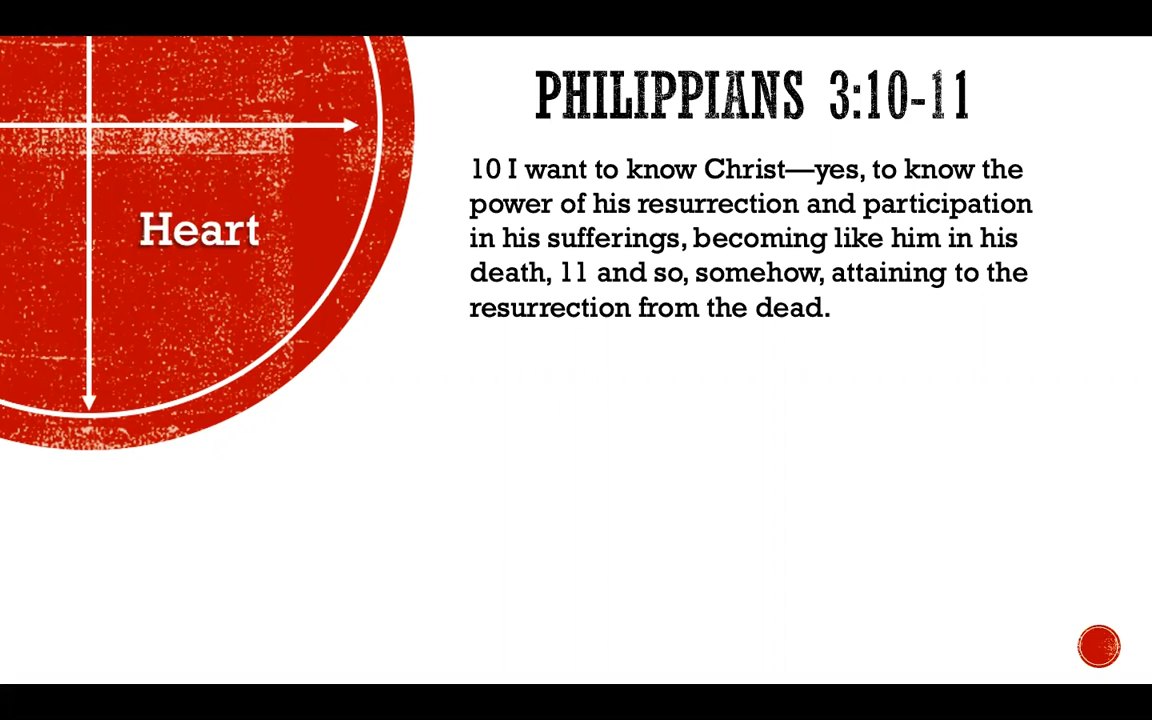 PHILIPPIANS 3:10-11
10 I want to know Christ—yes, to know the
power of his resurrection and participation
in his sufferings, becoming like him in his
death, 11 and so, somehow, attaining to the
resurrection from the dead.
Heart